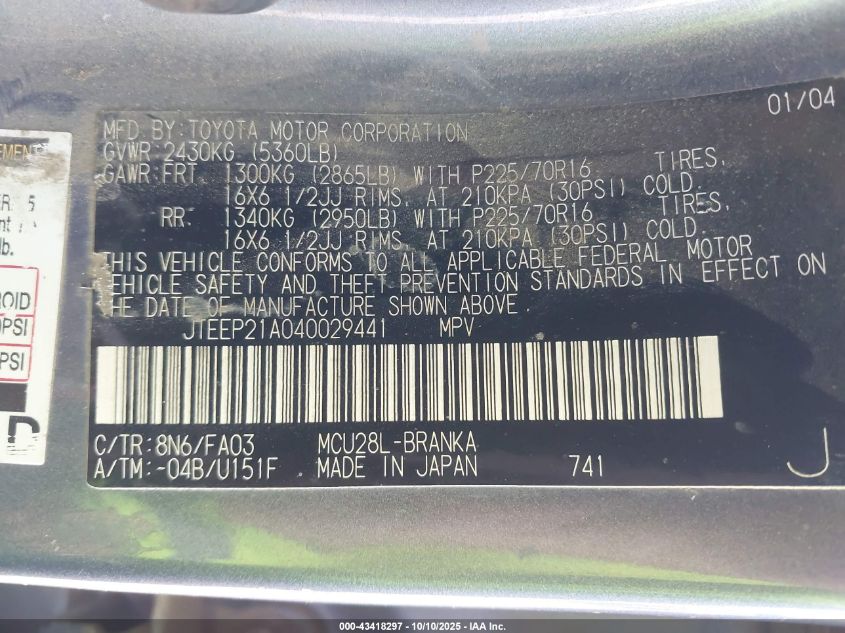 01/04
MFD BY: TOYOTA MOTOR CORPORATION
GVWR: 2430KG (5360LB)
GAWR: FRT. 1300KG (2865LB) WITH P225/70R16 TIRES,
16X6 1/2JJ RIMS, AT 210KPA (30PSI) COLD.
RR. 1340KG (2950LB) WITH P225/70R16 TIRES,
16X6 1/2JJ RIMS, AT 210KPA (30PSI) COLD.
THIS VEHICLE CONFORMS TO ALL APPLICABLE FEDERAL MOTOR
VEHICLE SAFETY AND THEFT PREVENTION STANDARDS IN EFFECT ON
THE DATE OF MANUFACTURE SHOWN ABOVE.
JTEEP21A040029441 MPV
C/TR: 8N6/FA03 MCU28L-BRANKA
A/TM: -04B/U151F MADE IN JAPAN 741 J
5
lb.
PSI
PSI
D
000-43418297 - 10/10/2025 - IAA Inc.